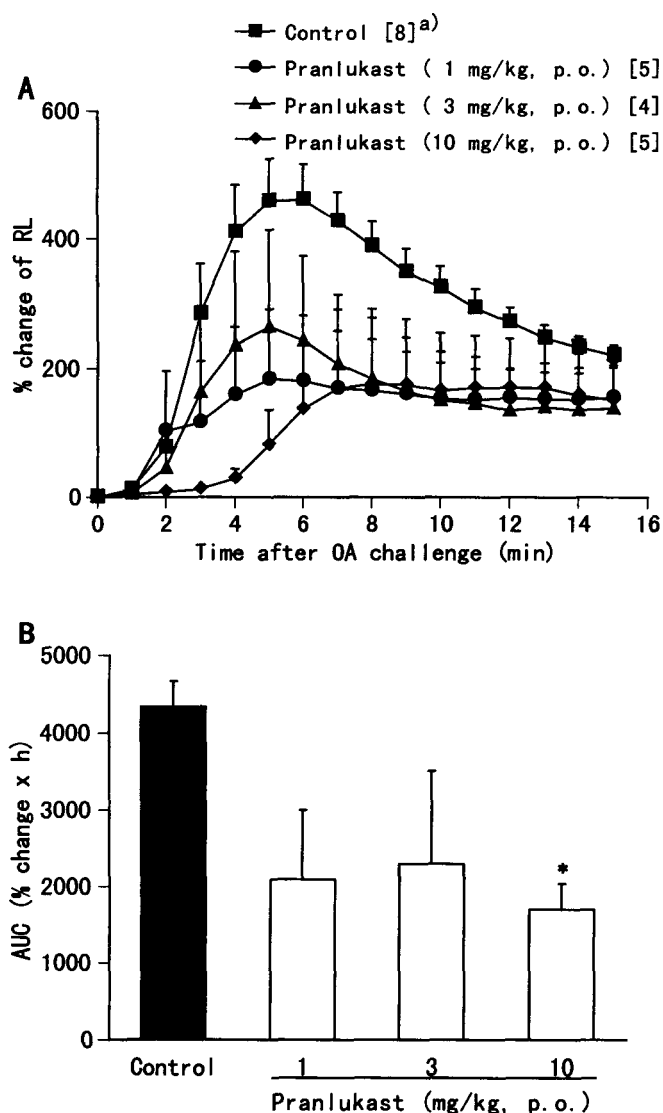 Control [8]a)
Pranlukast ( 1 mg/kg, p.o.) [5]
Pranlukast ( 3 mg/kg, p.o.) [4]
Pranlukast (10 mg/kg, p.o.) [5]
A
600
400
200
0
% change of RL
0 2 4 6 8 10 12 14 16
Time after OA challenge (min)
B
5000
4000
3000
2000
1000
0
AUC (% change x h)
*
Control 1 3 10
Pranlukast (mg/kg, p.o.)